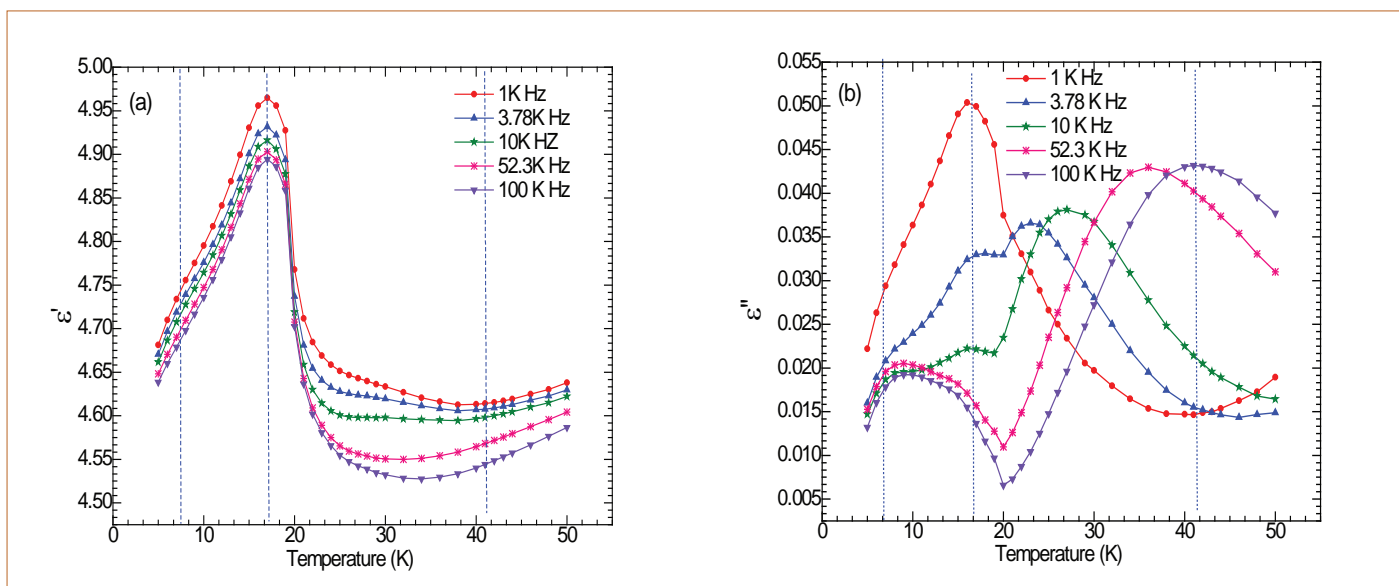 (a)
1K Hz
3.78K Hz
10K HZ
52.3K Hz
100 K Hz
5.00
4.95
4.90
4.85
4.80
4.75
4.70
4.65
4.60
4.55
4.50
ε'
0 10 20 30 40 50
Temperature (K)
(b)
1 K Hz
3.78 K Hz
10 K Hz
52.3 K Hz
100 K Hz
0.055
0.050
0.045
0.040
0.035
0.030
0.025
0.020
0.015
0.010
0.005
ε"
0 10 20 30 40 50
Temperature (K)